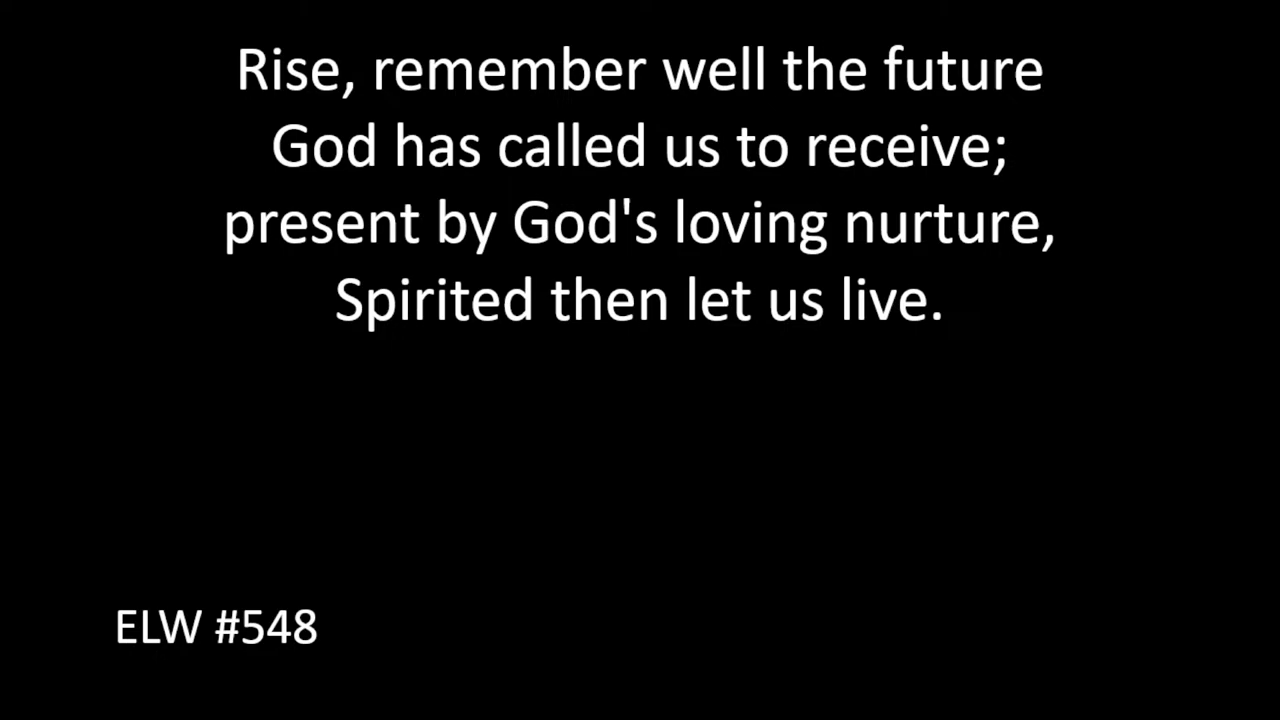 Rise, remember well the future
God has called us to receive;
present by God's loving nurture,
Spirited then let us live.
ELW #548